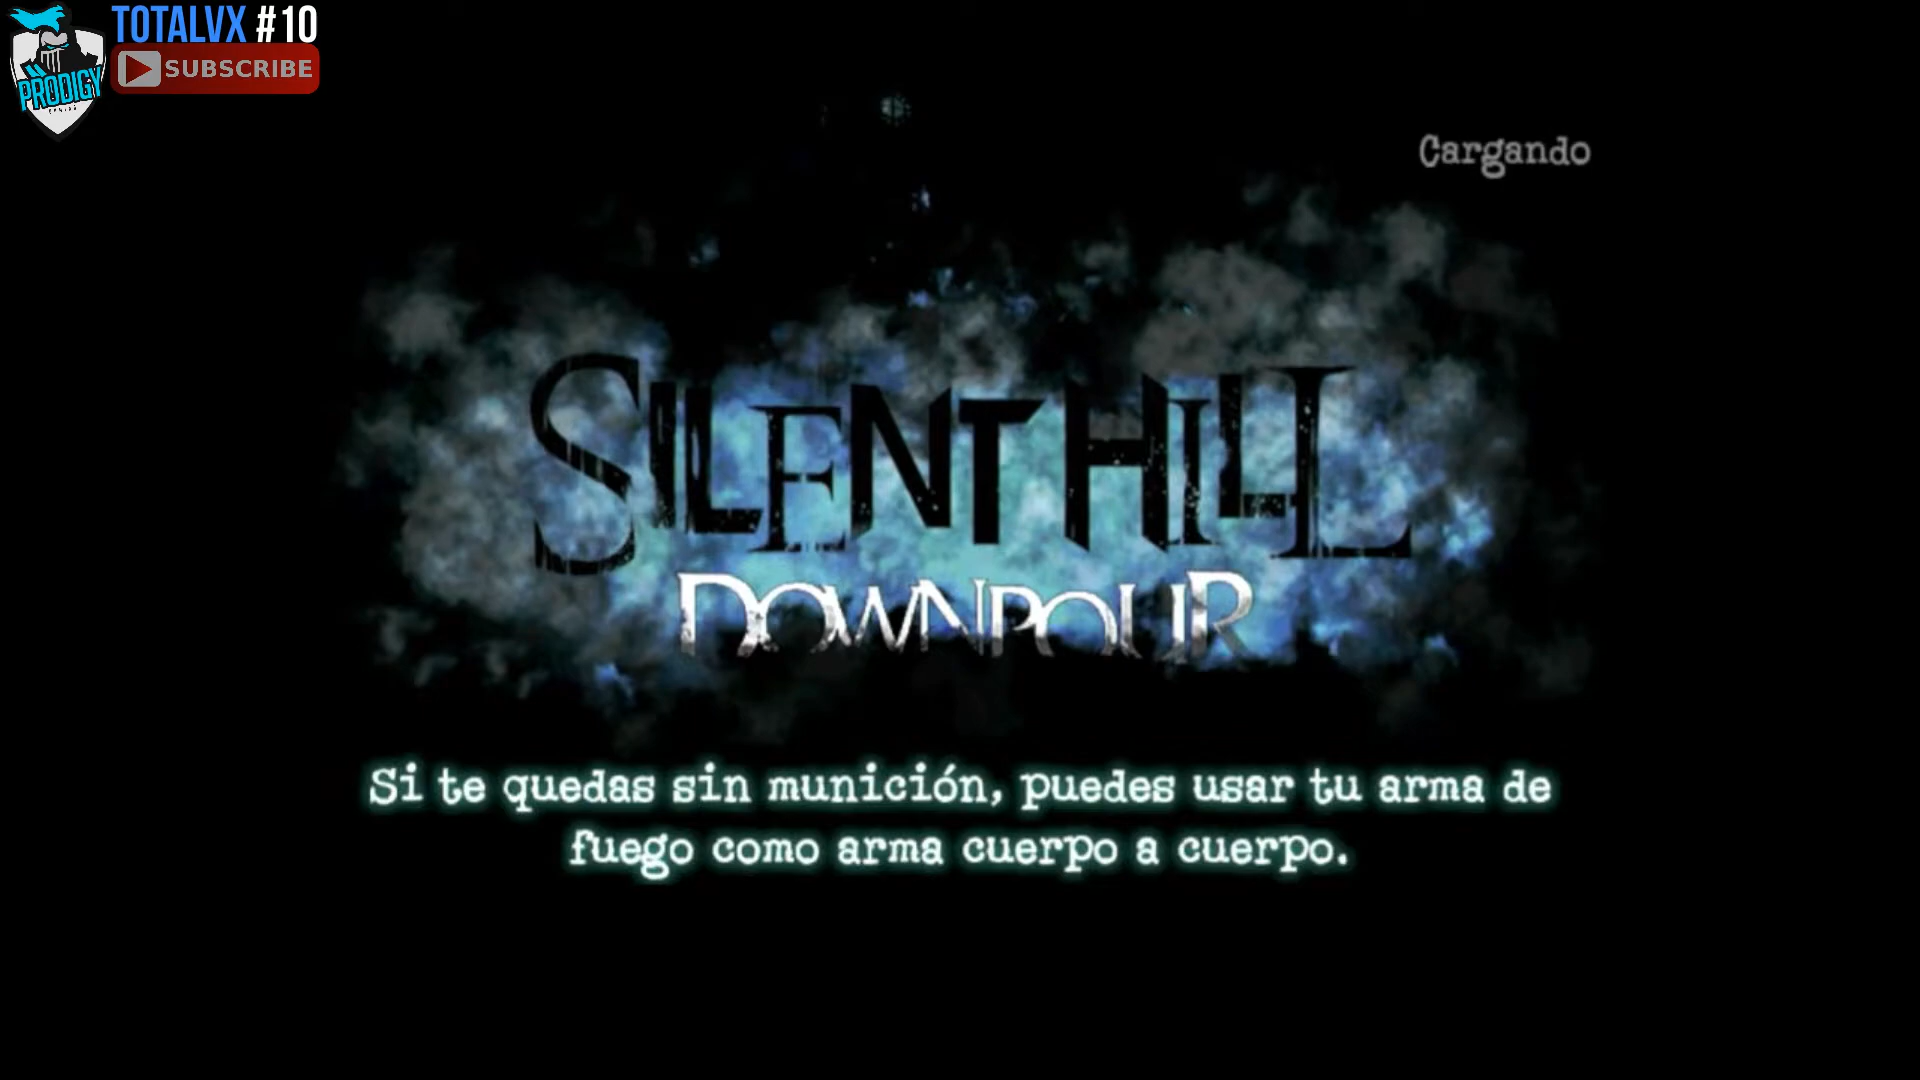 TOTALVX #10
SUBSCRIBE
PRODIGY
Cargando
SILENT HILL
DOWNPOUR
Si te quedas sin munición, puedes usar tu arma de
fuego como arma cuerpo a cuerpo.